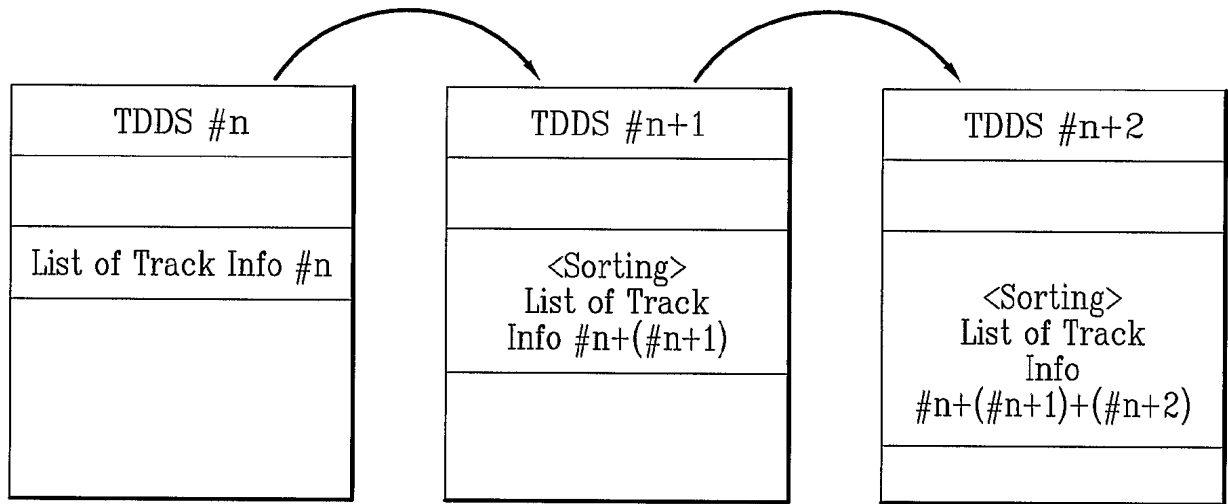 TDDS #n
List of Track Info #n
TDDS #n+1
<Sorting>
List of Track
Info #n+(#n+1)
TDDS #n+2
<Sorting>
List of Track
Info
#n+(#n+1)+(#n+2)